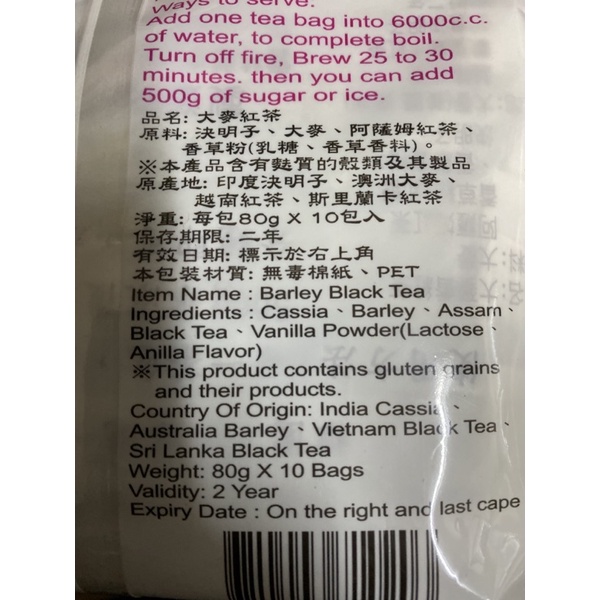 Ways to serve:
Add one tea bag into 6000c.c.
of water, to complete boil.
Turn off fire, Brew 25 to 30
minutes. then you can add
500g of sugar or ice.
品名: 大麥紅茶
原料: 決明子、大麥、阿薩姆紅茶、
香草粉(乳糖、香草香料)。
※本產品含有麩質的穀類及其製品
原產地: 印度決明子、澳洲大麥、
越南紅茶、斯里蘭卡紅茶
淨重: 每包80g X 10包入
保存期限: 二年
有效日期: 標示於右上角
本包裝材質: 無毒棉紙、PET
Item Name : Barley Black Tea
Ingredients : Cassia、Barley、Assam
Black Tea、Vanilla Powder(Lactose、
Anilla Flavor)
※This product contains gluten grains
and their products.
Country Of Origin: India Cassia、
Australia Barley、Vietnam Black Tea、
Sri Lanka Black Tea
Weight: 80g X 10 Bags
Validity: 2 Year
Expiry Date : On the right and last cape